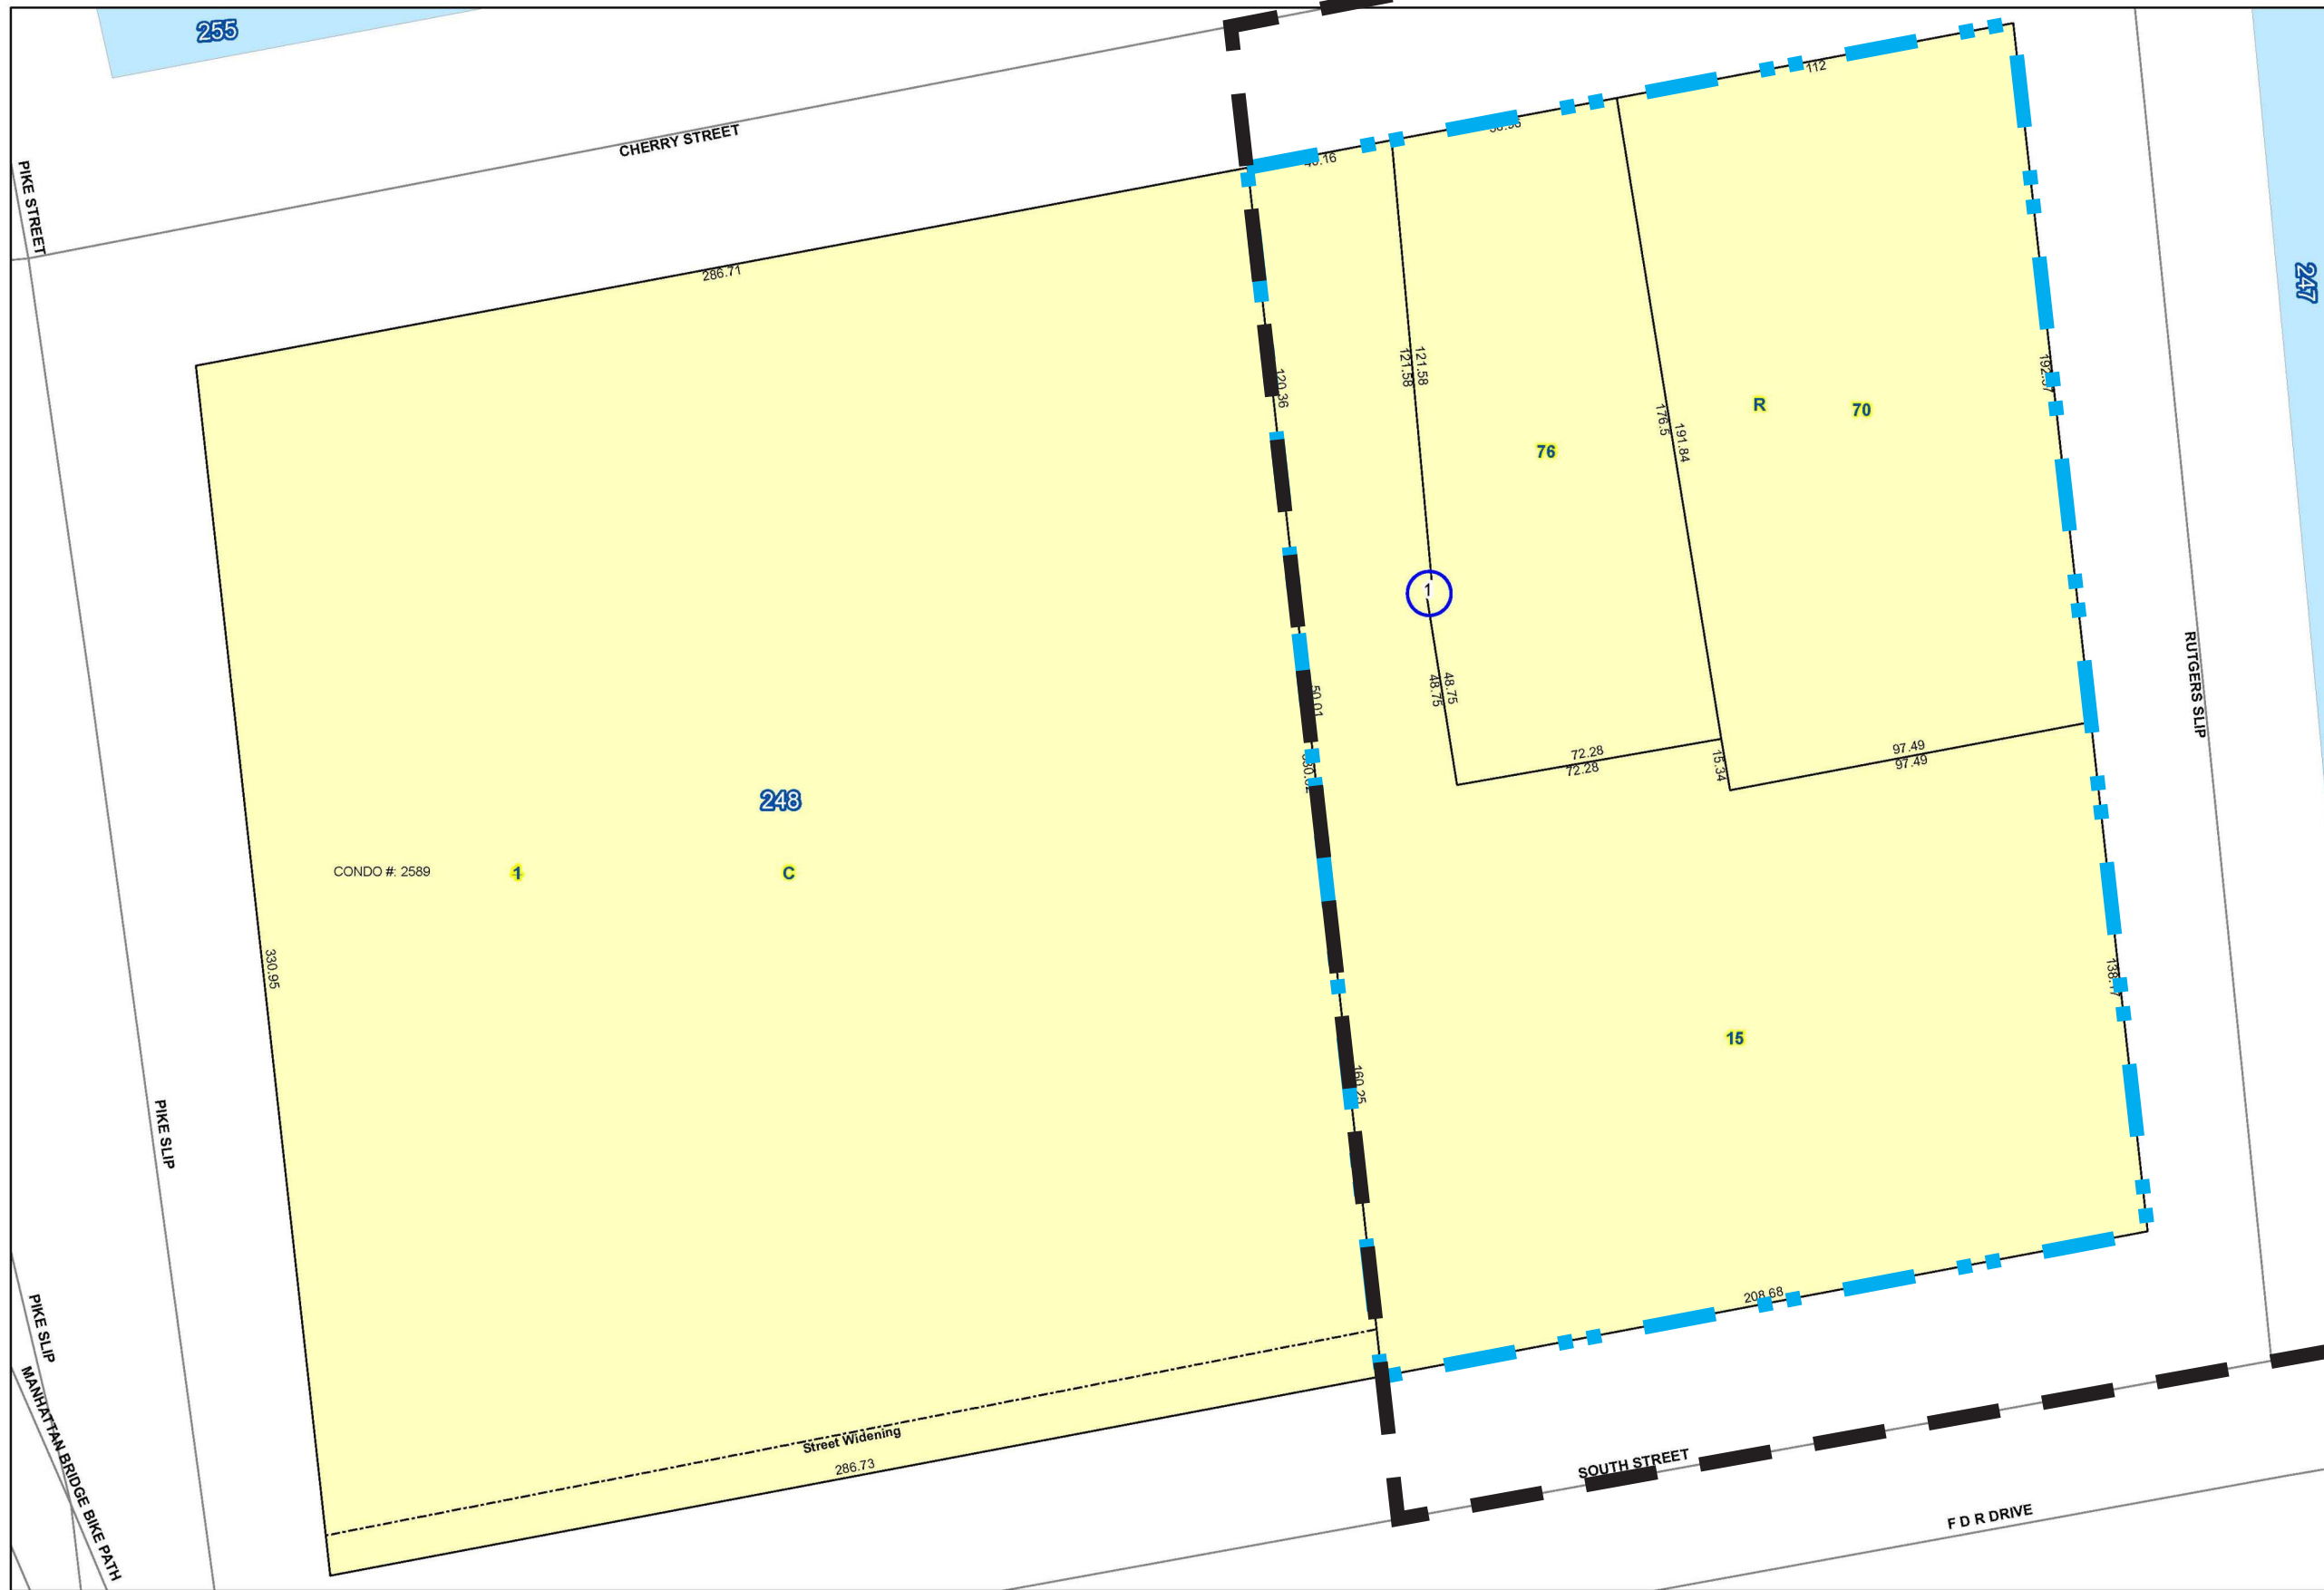 255
CHERRY STREET
PIKE STREET
112
286.71
247
120.36
121.58
121.58
176.5
191.84
R
70
76
1
50.01
48.75
48.75
72.28
72.28
15.34
97.49
97.49
RUTGERS SLIP
248
CONDO #: 2589
1
C
330.95
15
160.25
PIKE SLIP
208.68
PIKE SLIP
MANHATTAN BRIDGE BIKE PATH
Street Widening
286.73
SOUTH STREET
F D R DRIVE